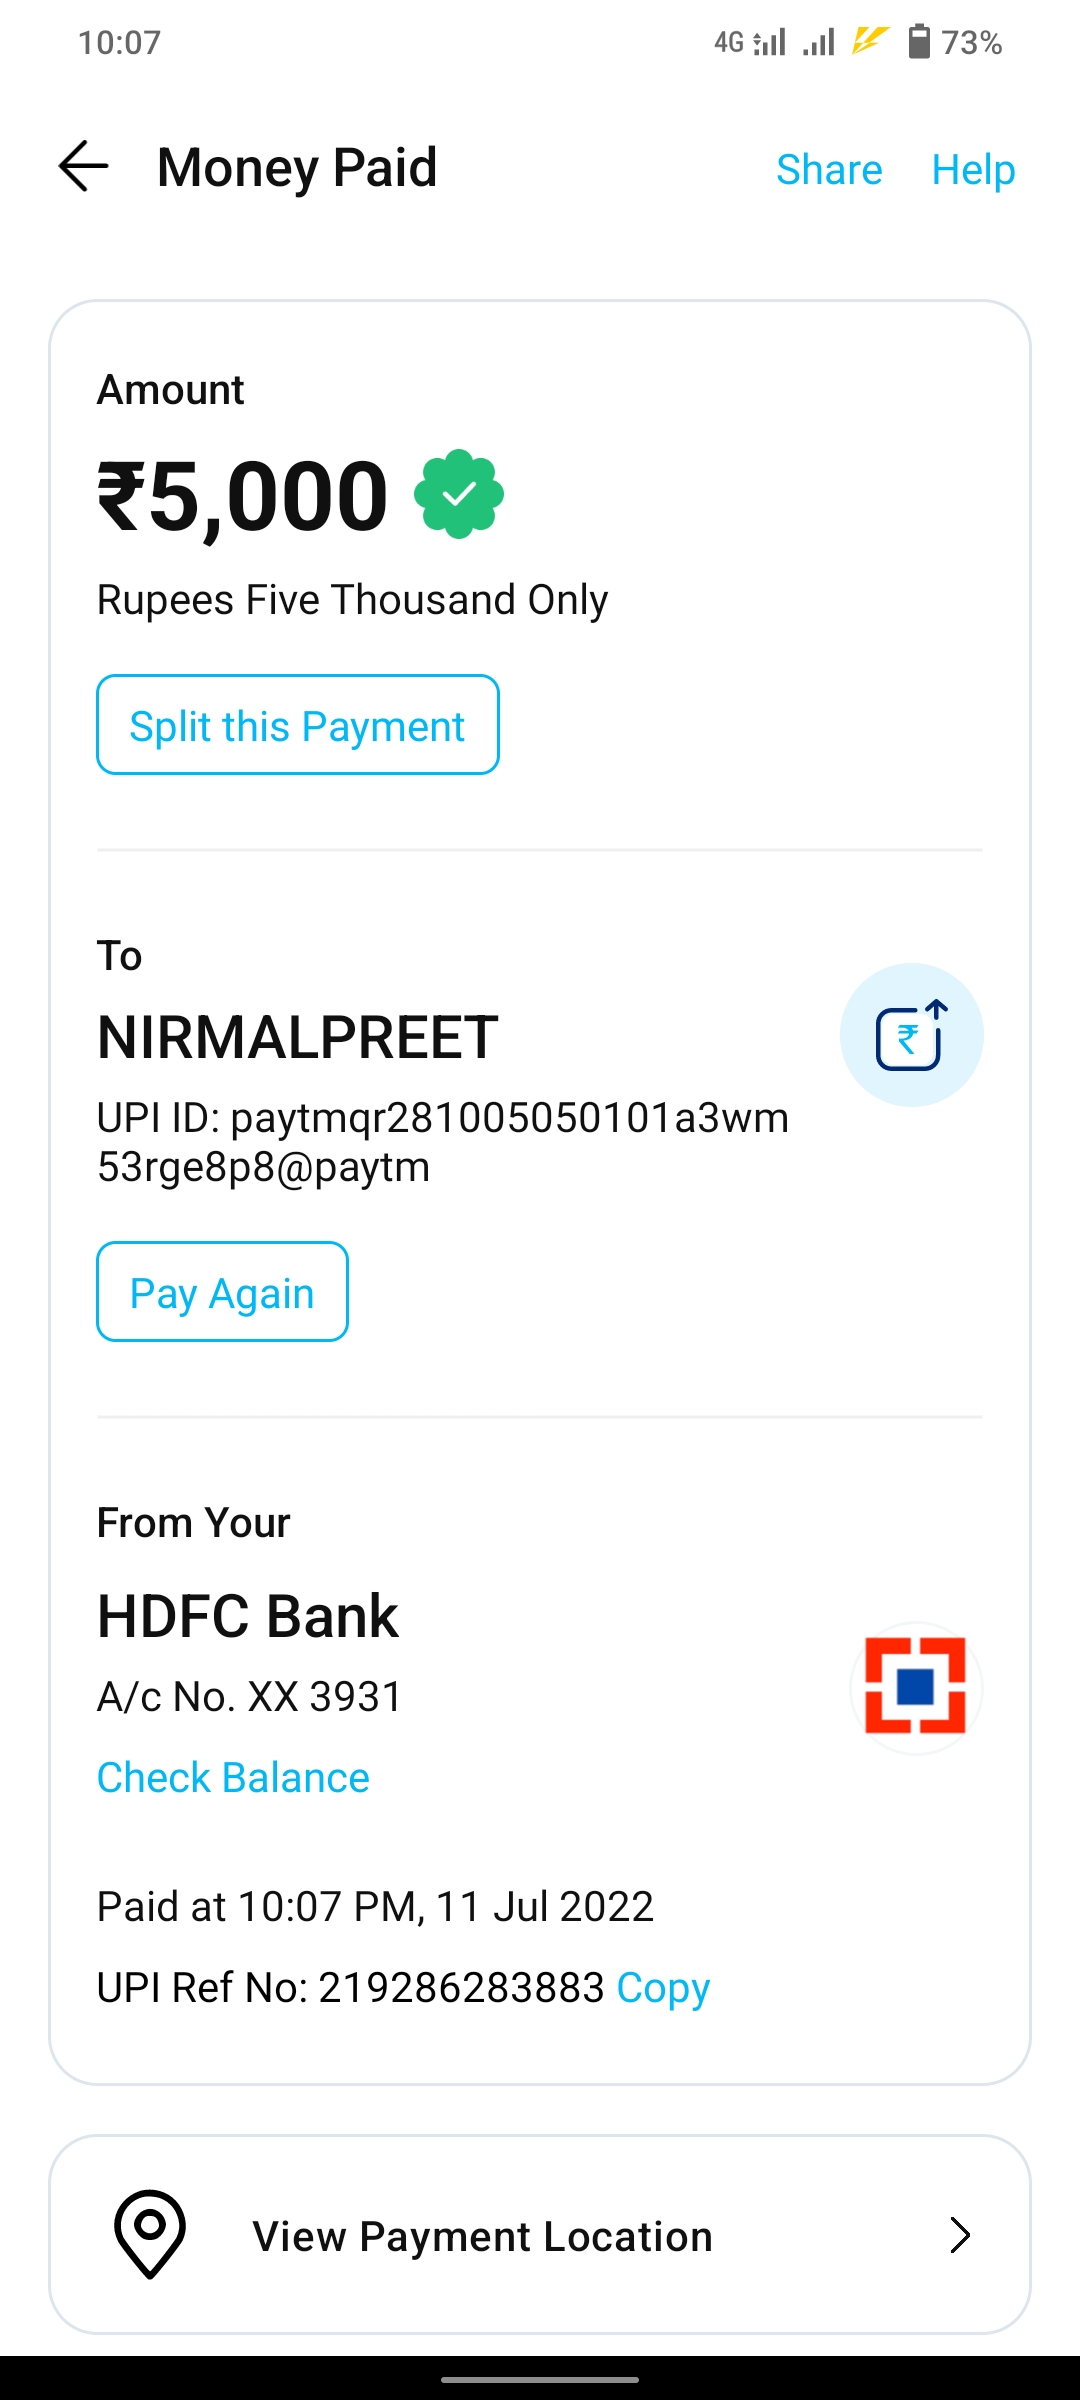 10:07 4G 73%
Money Paid Share Help
Amount
₹5,000
Rupees Five Thousand Only
Split this Payment
To
NIRMALPREET
₹
UPI ID: paytmqr281005050101a3wm
53rge8p8@paytm
Pay Again
From Your
HDFC Bank
A/c No. XX 3931
Check Balance
Paid at 10:07 PM, 11 Jul 2022
UPI Ref No: 219286283883 Copy
View Payment Location